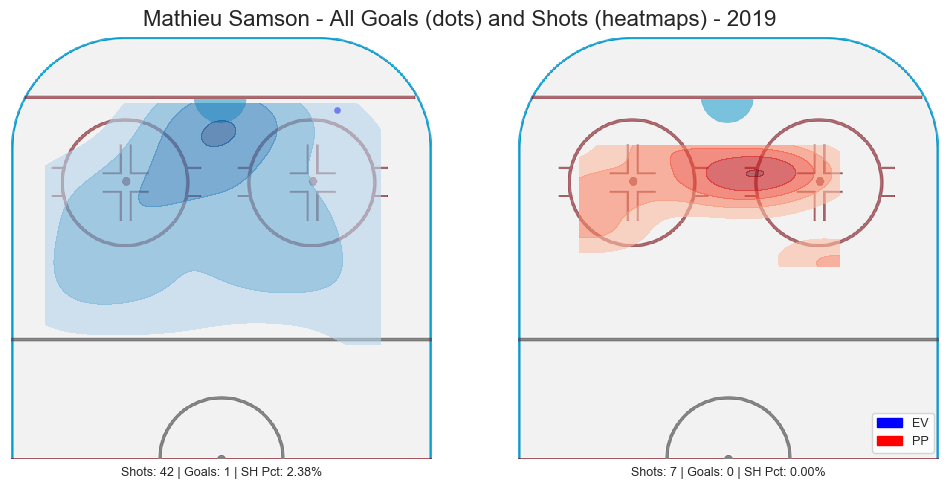 Mathieu Samson - All Goals (dots) and Shots (heatmaps) - 2019
EV
PP
Shots: 42 | Goals: 1 | SH Pct: 2.38%
Shots: 7 | Goals: 0 | SH Pct: 0.00%